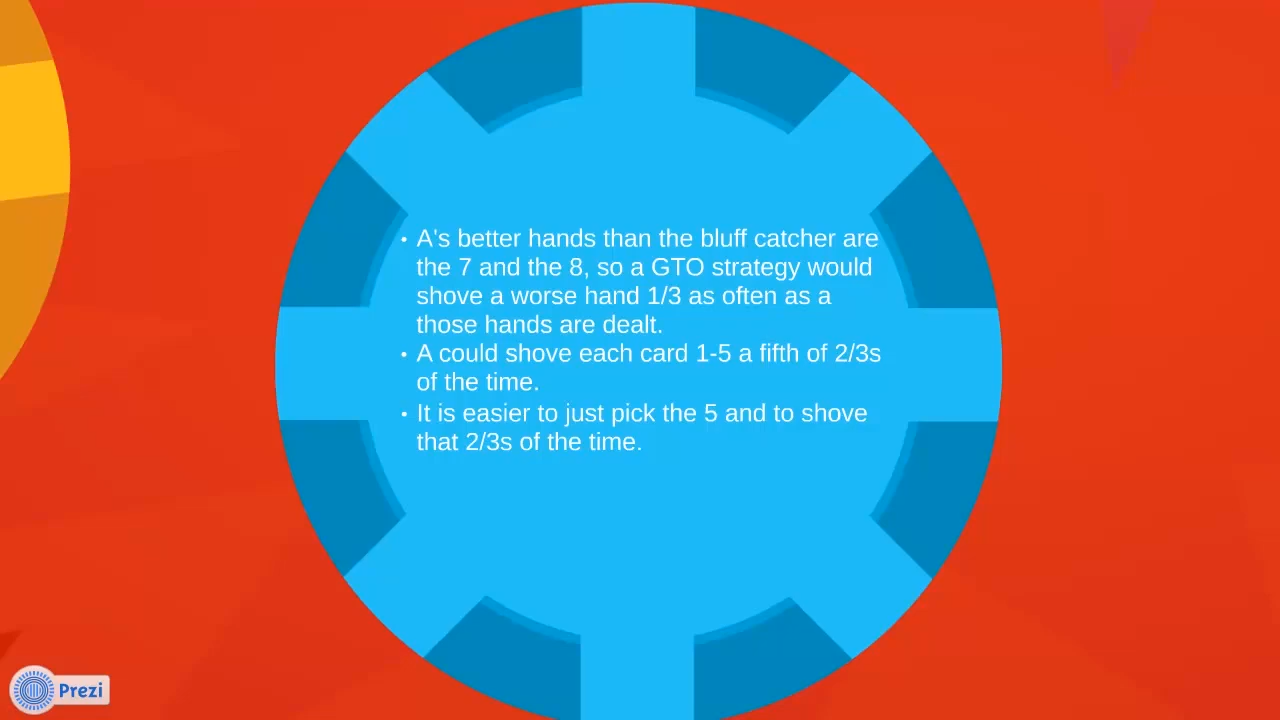 • A's better hands than the bluff catcher are
the 7 and the 8, so a GTO strategy would
shove a worse hand 1/3 as often as a
those hands are dealt.
• A could shove each card 1-5 a fifth of 2/3s
of the time.
• It is easier to just pick the 5 and to shove
that 2/3s of the time.
Prezi